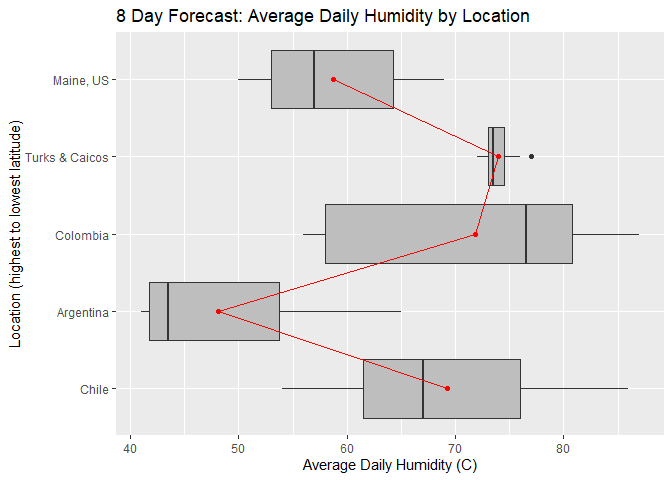 8 Day Forecast: Average Daily Humidity by Location
Location (highest to lowest latitude)
Maine, US
Turks & Caicos
Colombia
Argentina
Chile
40 50 60 70 80
Average Daily Humidity (C)